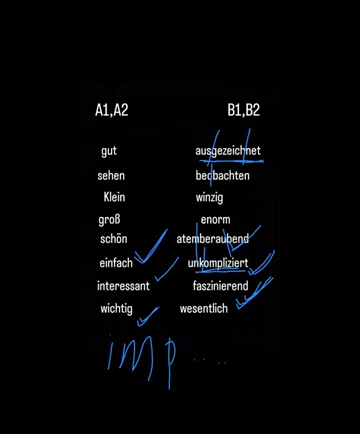 A1,A2 B1,B2
gut ausgezeichnet
sehen beobachten
Klein winzig
groß enorm
schön atemberaubend
einfach unkompliziert
interessant faszinierend
wichtig wesentlich
imp ....